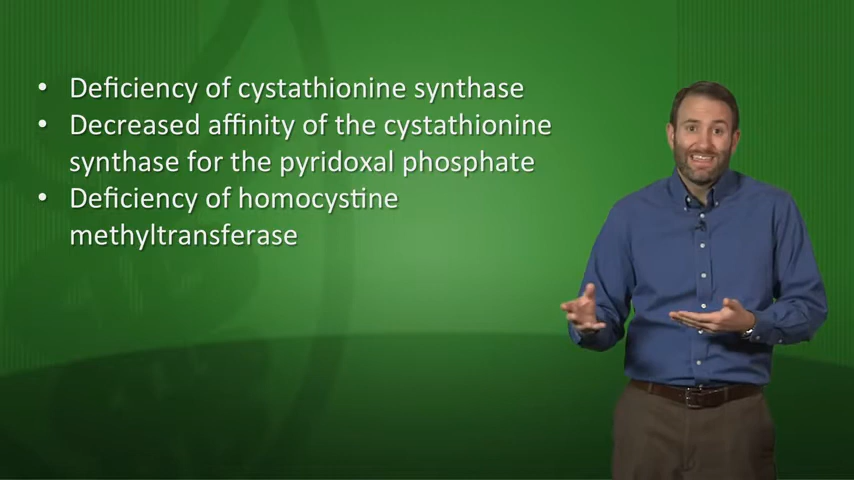 • Deficiency of cystathionine synthase
• Decreased affinity of the cystathionine
synthase for the pyridoxal phosphate
• Deficiency of homocystine
methyltransferase